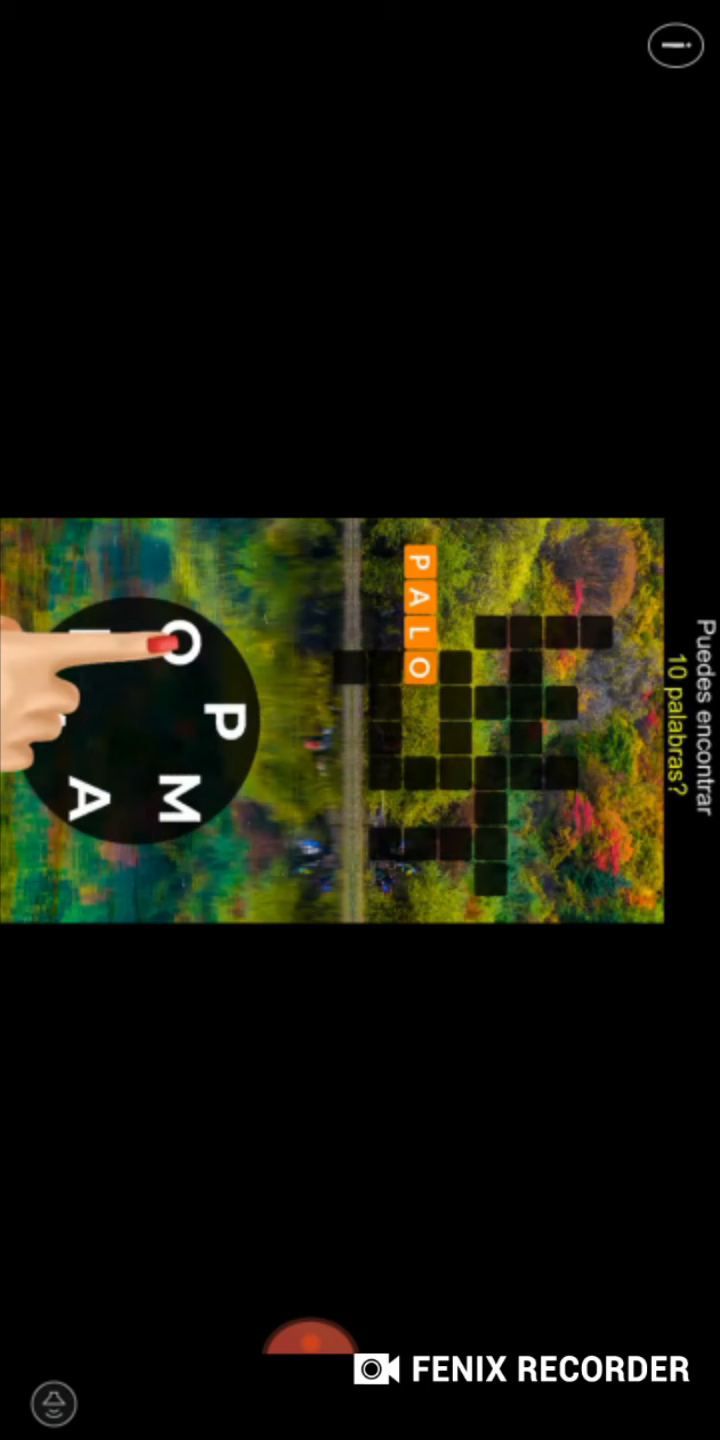 Puedes encontrar
10 palabras?
PALO
O
P
M
A
FENIX RECORDER